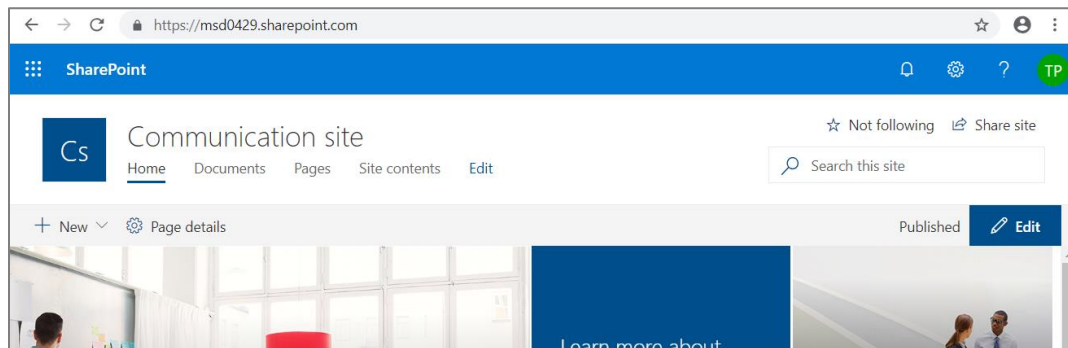 https://msd0429.sharepoint.com
SharePoint
?
TP
Cs
Communication site
Not following
Share site
Home
Documents
Pages
Site contents
Edit
Search this site
New
Page details
Published
Edit
Learn more about